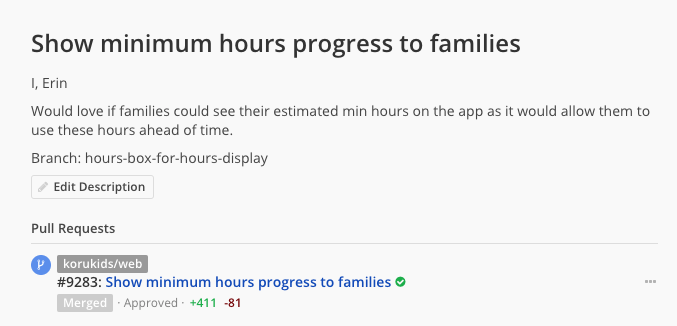 Show minimum hours progress to families
I, Erin
Would love if families could see their estimated min hours on the app as it would allow them to
use these hours ahead of time.
Branch: hours-box-for-hours-display
Edit Description
Pull Requests
korukids/web
#9283: Show minimum hours progress to families
Merged · Approved · +411 -81